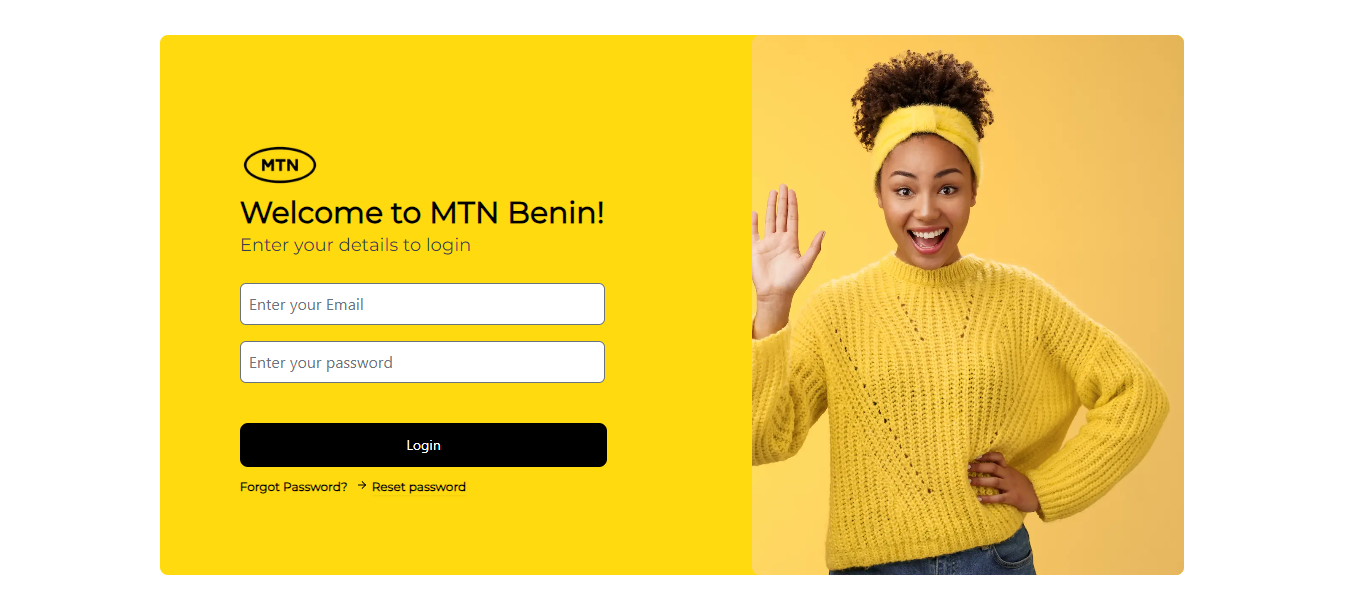 MTN
Welcome to MTN Benin!
Enter your details to login
Enter your Email
Enter your password
Login
Forgot Password? → Reset password